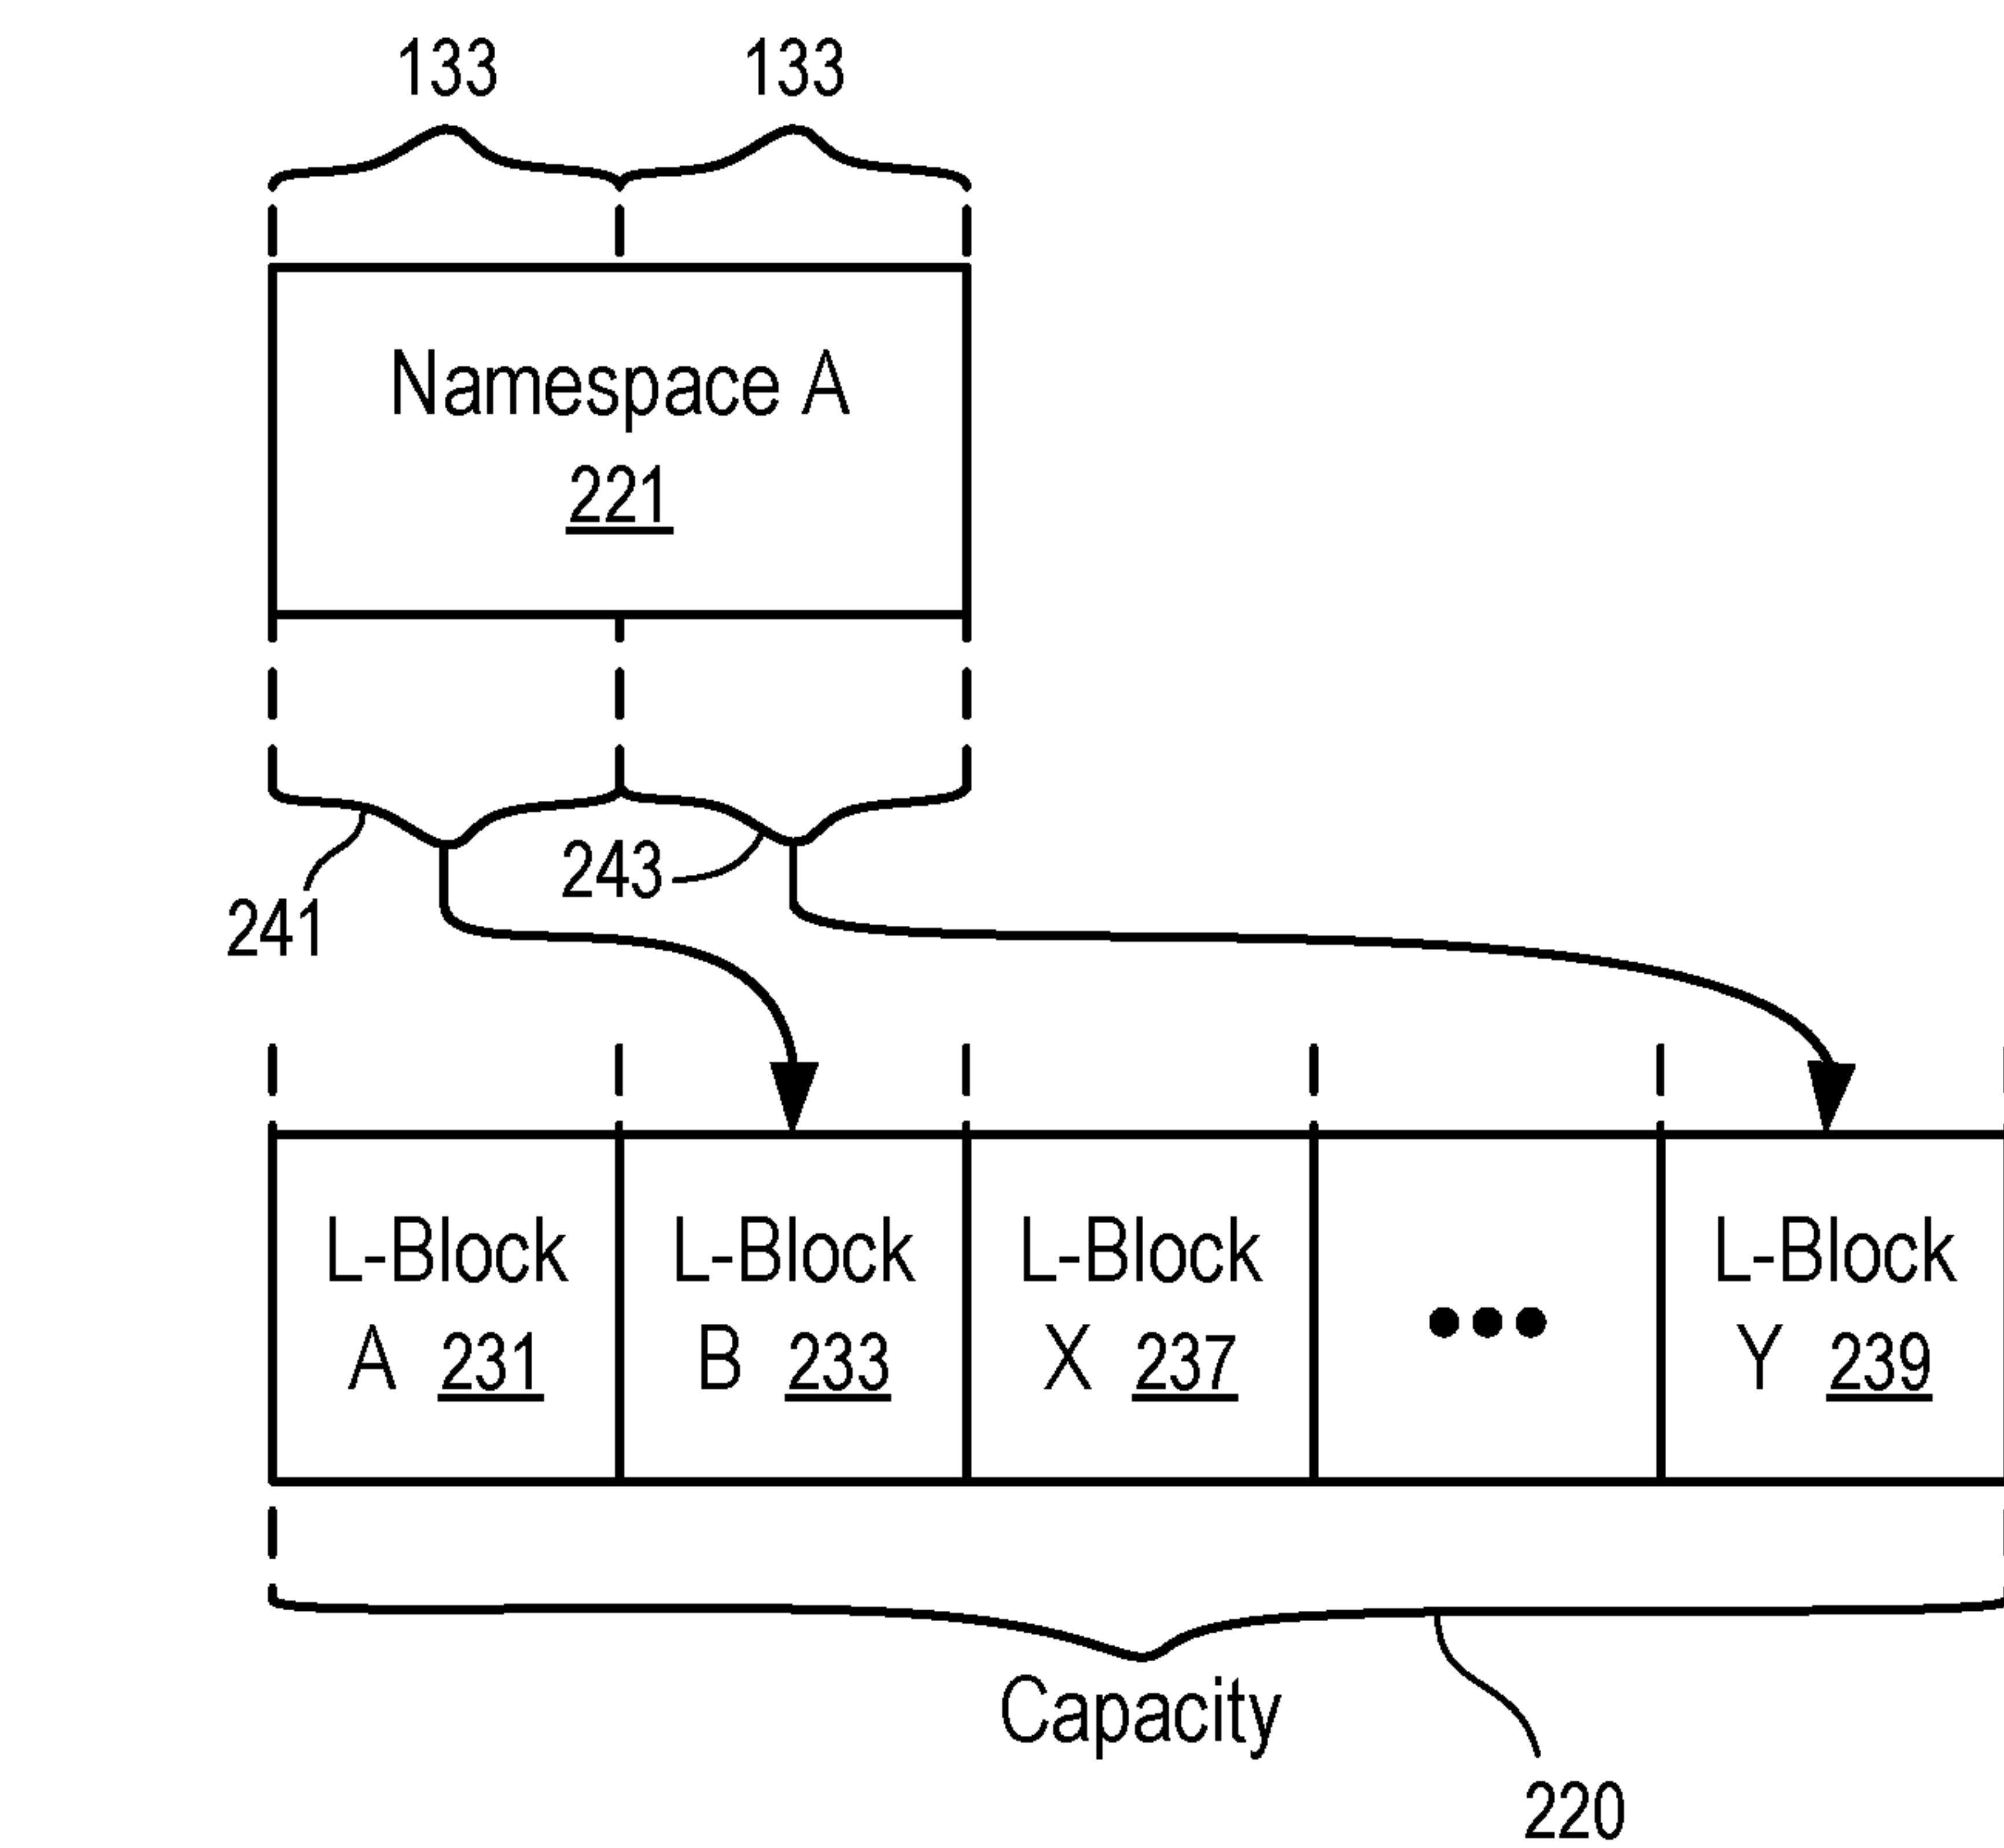 133 133
Namespace A
221
243
241
L-Block L-Block L-Block L-Block
A 231 B 233 X 237 ••• Y 239
Capacity
220